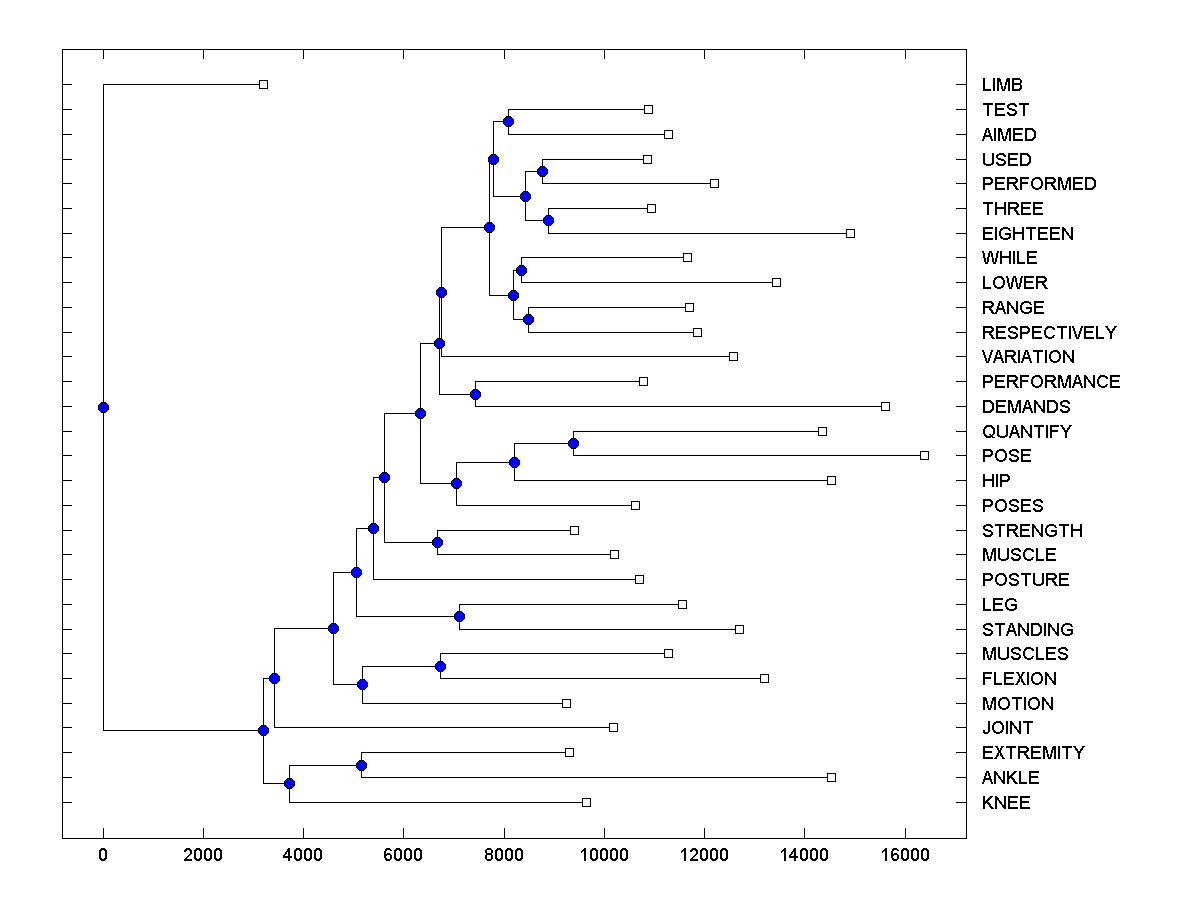 LIMB
TEST
AIMED
USED
PERFORMED
THREE
EIGHTEEN
WHILE
LOWER
RANGE
RESPECTIVELY
VARIATION
PERFORMANCE
DEMANDS
QUANTIFY
POSE
HIP
POSES
STRENGTH
MUSCLE
POSTURE
LEG
STANDING
MUSCLES
FLEXION
MOTION
JOINT
EXTREMITY
ANKLE
KNEE
0 2000 4000 6000 8000 10000 12000 14000 16000